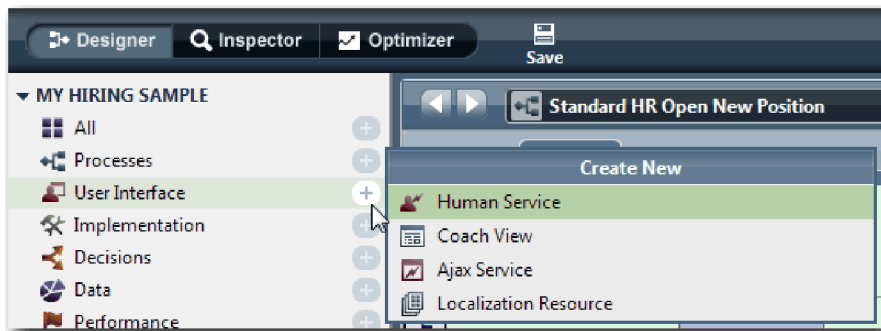 Designer Inspector Optimizer
Save
MY HIRING SAMPLE
Standard HR Open New Position
All
Processes
Create New
User Interface
Human Service
Implementation
Coach View
Decisions
Ajax Service
Data
Localization Resource
Performance